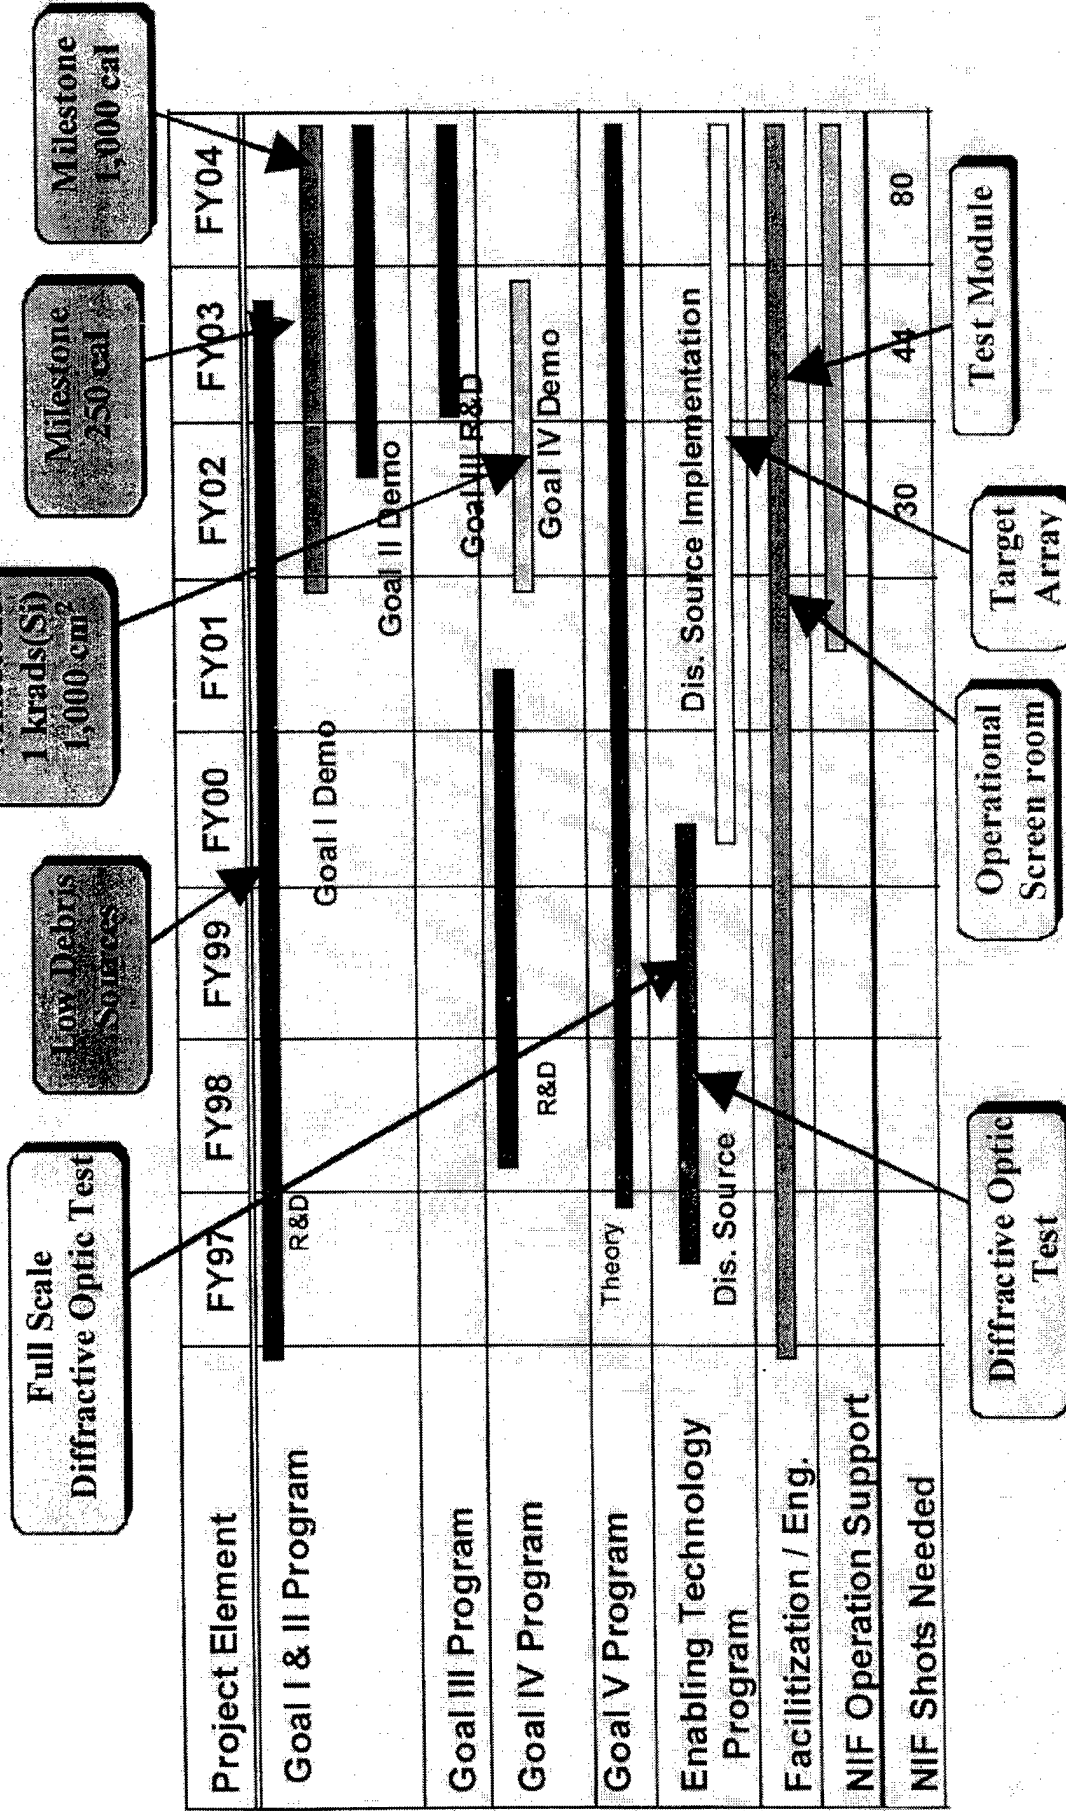 Full Scale
Diffractive Optic Test
Low Debris
Sources
1 krads(Si)
1,000 cm²
Milestone
250 cal
Milestone
1,000 cal
Project Element
FY97
FY98
FY99
FY00
FY01
FY02
FY03
FY04
Goal I & II Program
R&D
Goal I Demo
Goal II Demo
Goal III Program
Goal III R&D
Goal IV Program
R&D
Goal IV Demo
Goal V Program
Theory
Enabling Technology
Program
Dis. Source
Dis. Source Implementation
Facilitization / Eng.
NIF Operation Support
NIF Shots Needed
30
44
80
Diffractive Optic
Test
Operational
Screen room
Target
Array
Test Module